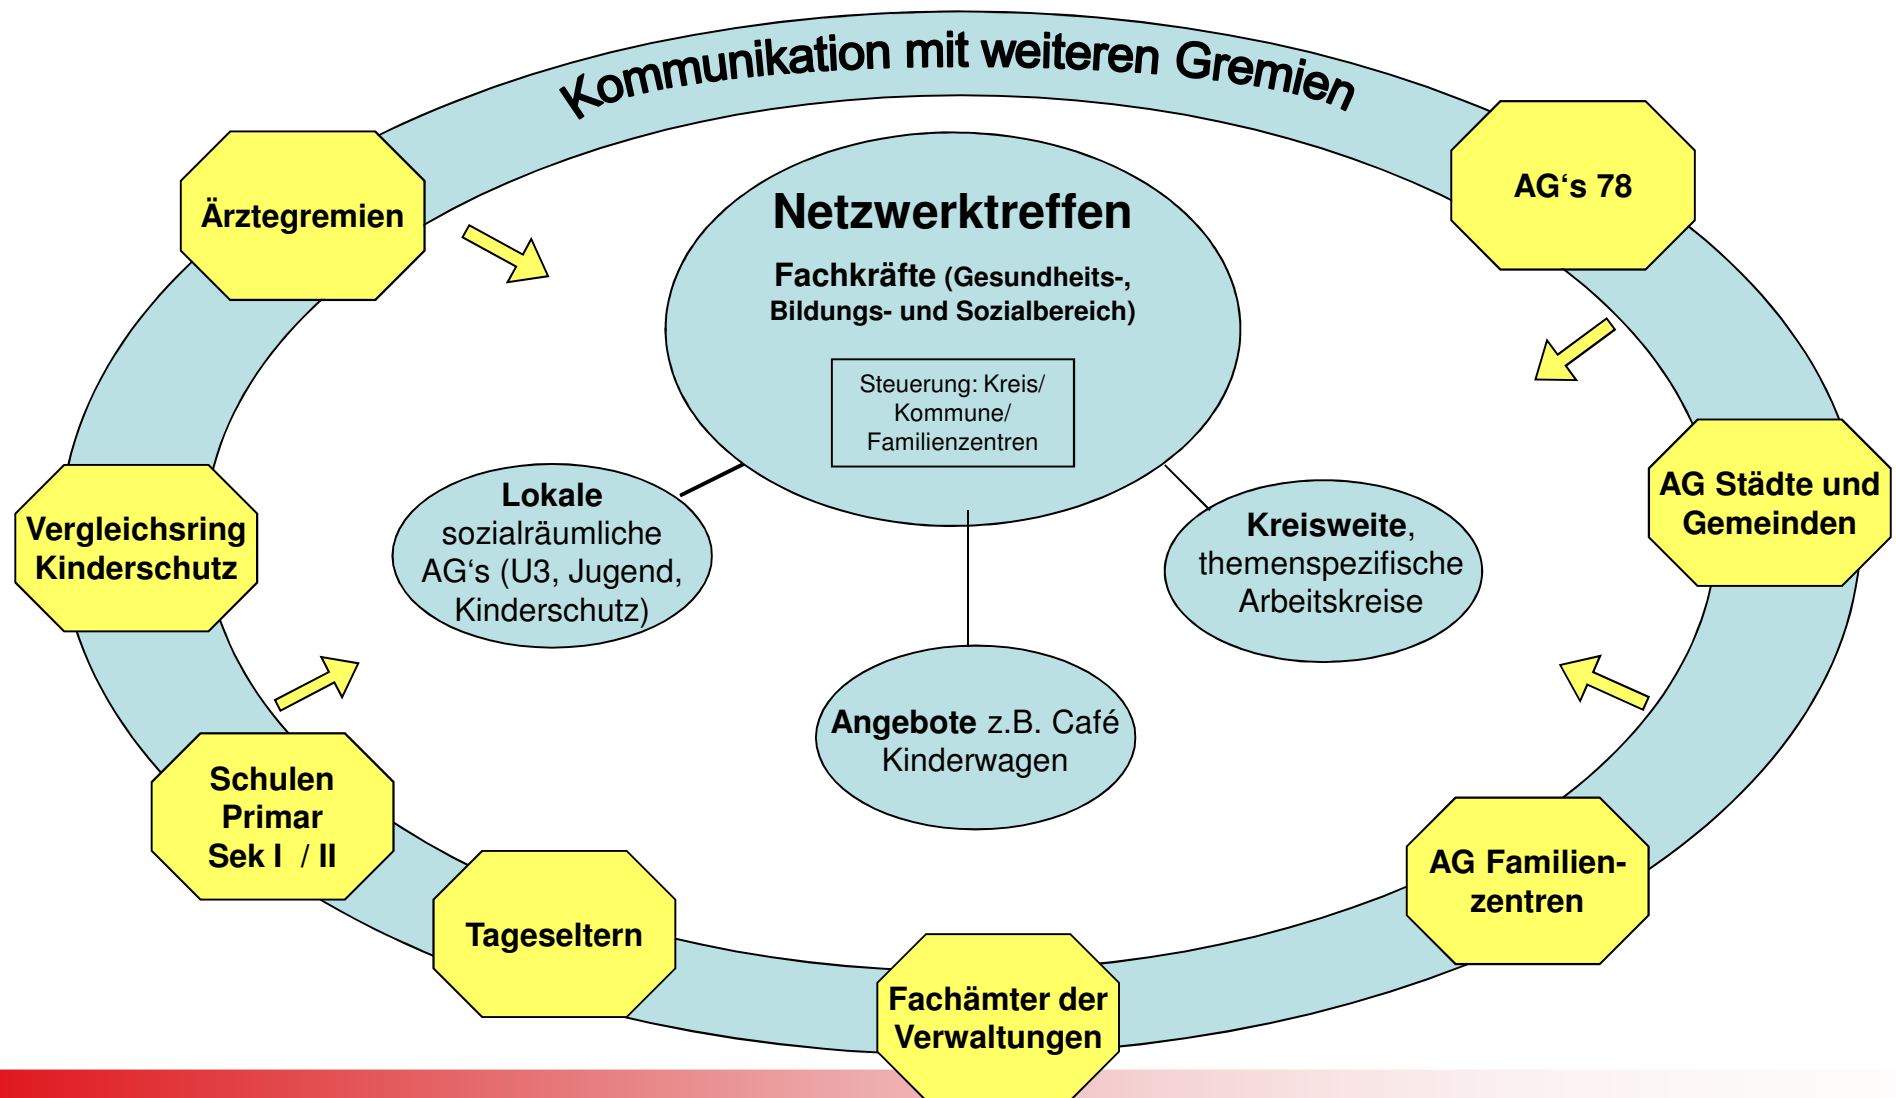 Kommunikation mit weiteren Gremien
Ärztegremien
AG‘s 78
Netzwerktreffen
Fachkräfte (Gesundheits-,
Bildungs- und Sozialbereich)
Steuerung: Kreis/
Kommune/
Familienzentren
Vergleichsring
Kinderschutz
Lokale
sozialräumliche
AG‘s (U3, Jugend,
Kinderschutz)
Kreisweite,
themenspezifische
Arbeitskreise
AG Städte und
Gemeinden
Angebote z.B. Café
Kinderwagen
Schulen
Primar
Sek I / II
Tageseltern
Fachämter der
Verwaltungen
AG Familien-
zentren